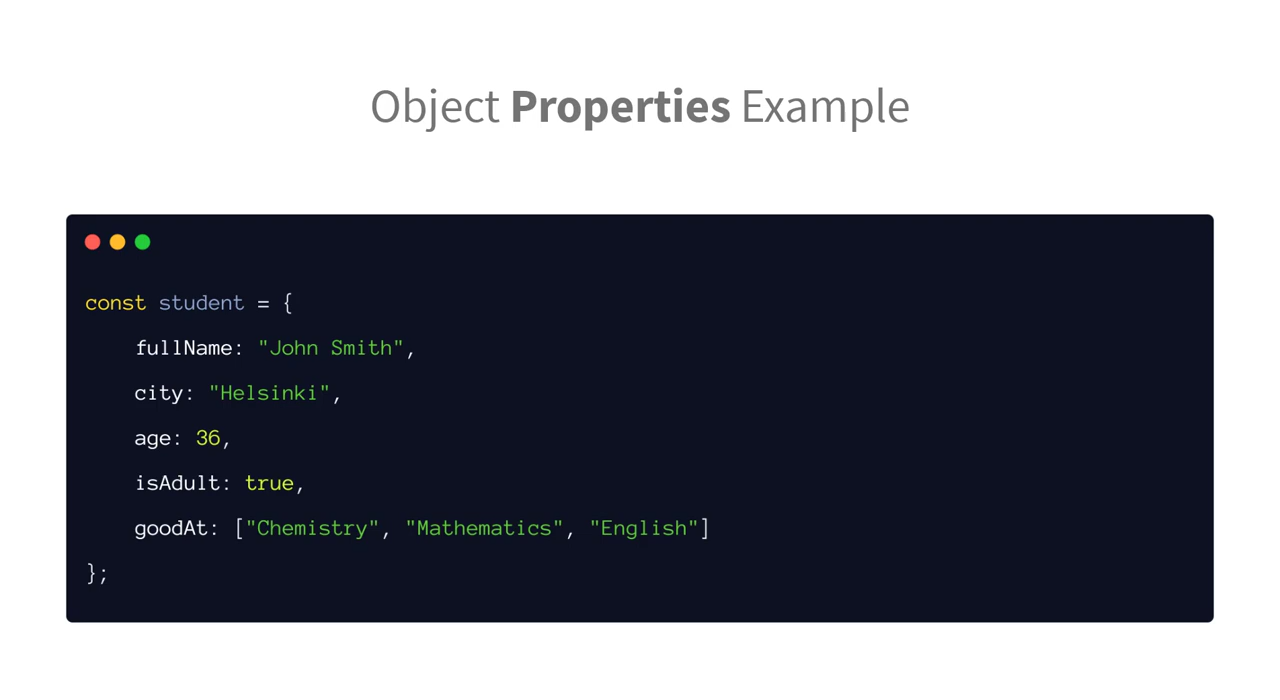 Object Properties Example
const student = {
    fullName: "John Smith",
    city: "Helsinki",
    age: 36,
    isAdult: true,
    goodAt: ["Chemistry", "Mathematics", "English"]
};